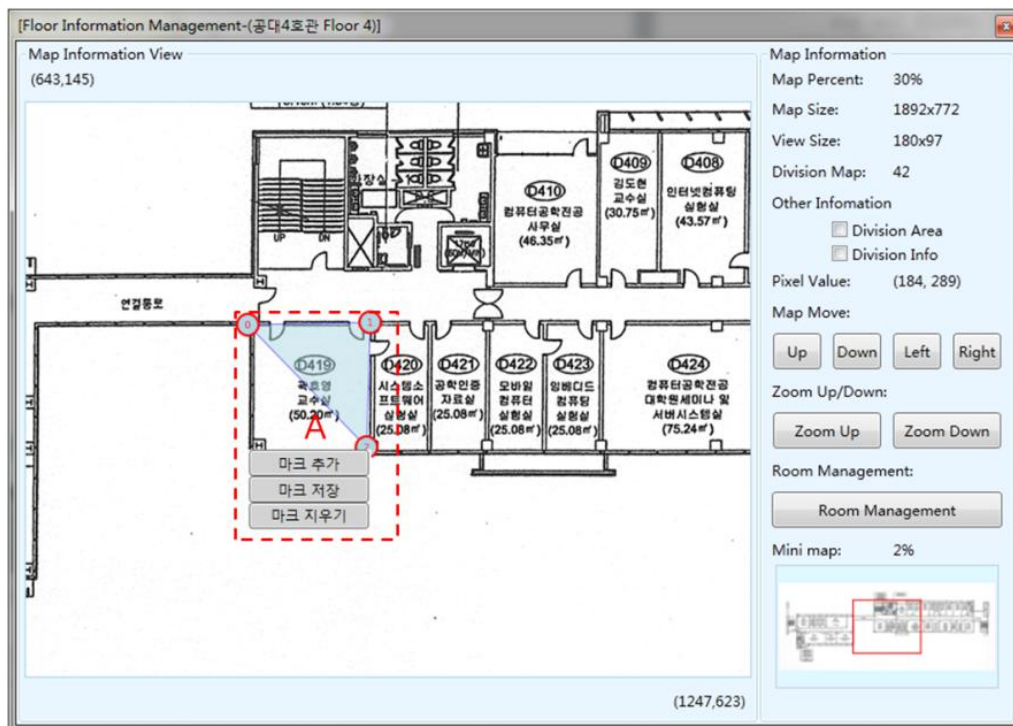 [Floor Information Management-(공대4호관 Floor 4)]
Map Information View
(643,145)
D409
김도현
교수실
(30.75㎡)
D408
인터넷컴퓨팅
실험실
(43.57㎡)
D410
컴퓨터공학전공
사무실
(46.35㎡)
UP
DN
연결통로
0
1
2
D419
곽호영
교수실
(50.20㎡)
A
D420
시스템소
프트웨어
실험실
(25.08㎡)
D421
공학인증
자료실
(25.08㎡)
D422
모바일
컴퓨터
실험실
(25.08㎡)
D423
임베디드
컴퓨팅
실험실
(25.08㎡)
D424
컴퓨터공학전공
대학원세미나 및
서버시스템실
(75.24㎡)
마크 추가
마크 저장
마크 지우기
(1247,623)
Map Information
Map Percent: 30%
Map Size: 1892x772
View Size: 180x97
Division Map: 42
Other Infomation
Division Area
Division Info
Pixel Value: (184, 289)
Map Move:
Up Down Left Right
Zoom Up/Down:
Zoom Up Zoom Down
Room Management:
Room Management
Mini map: 2%